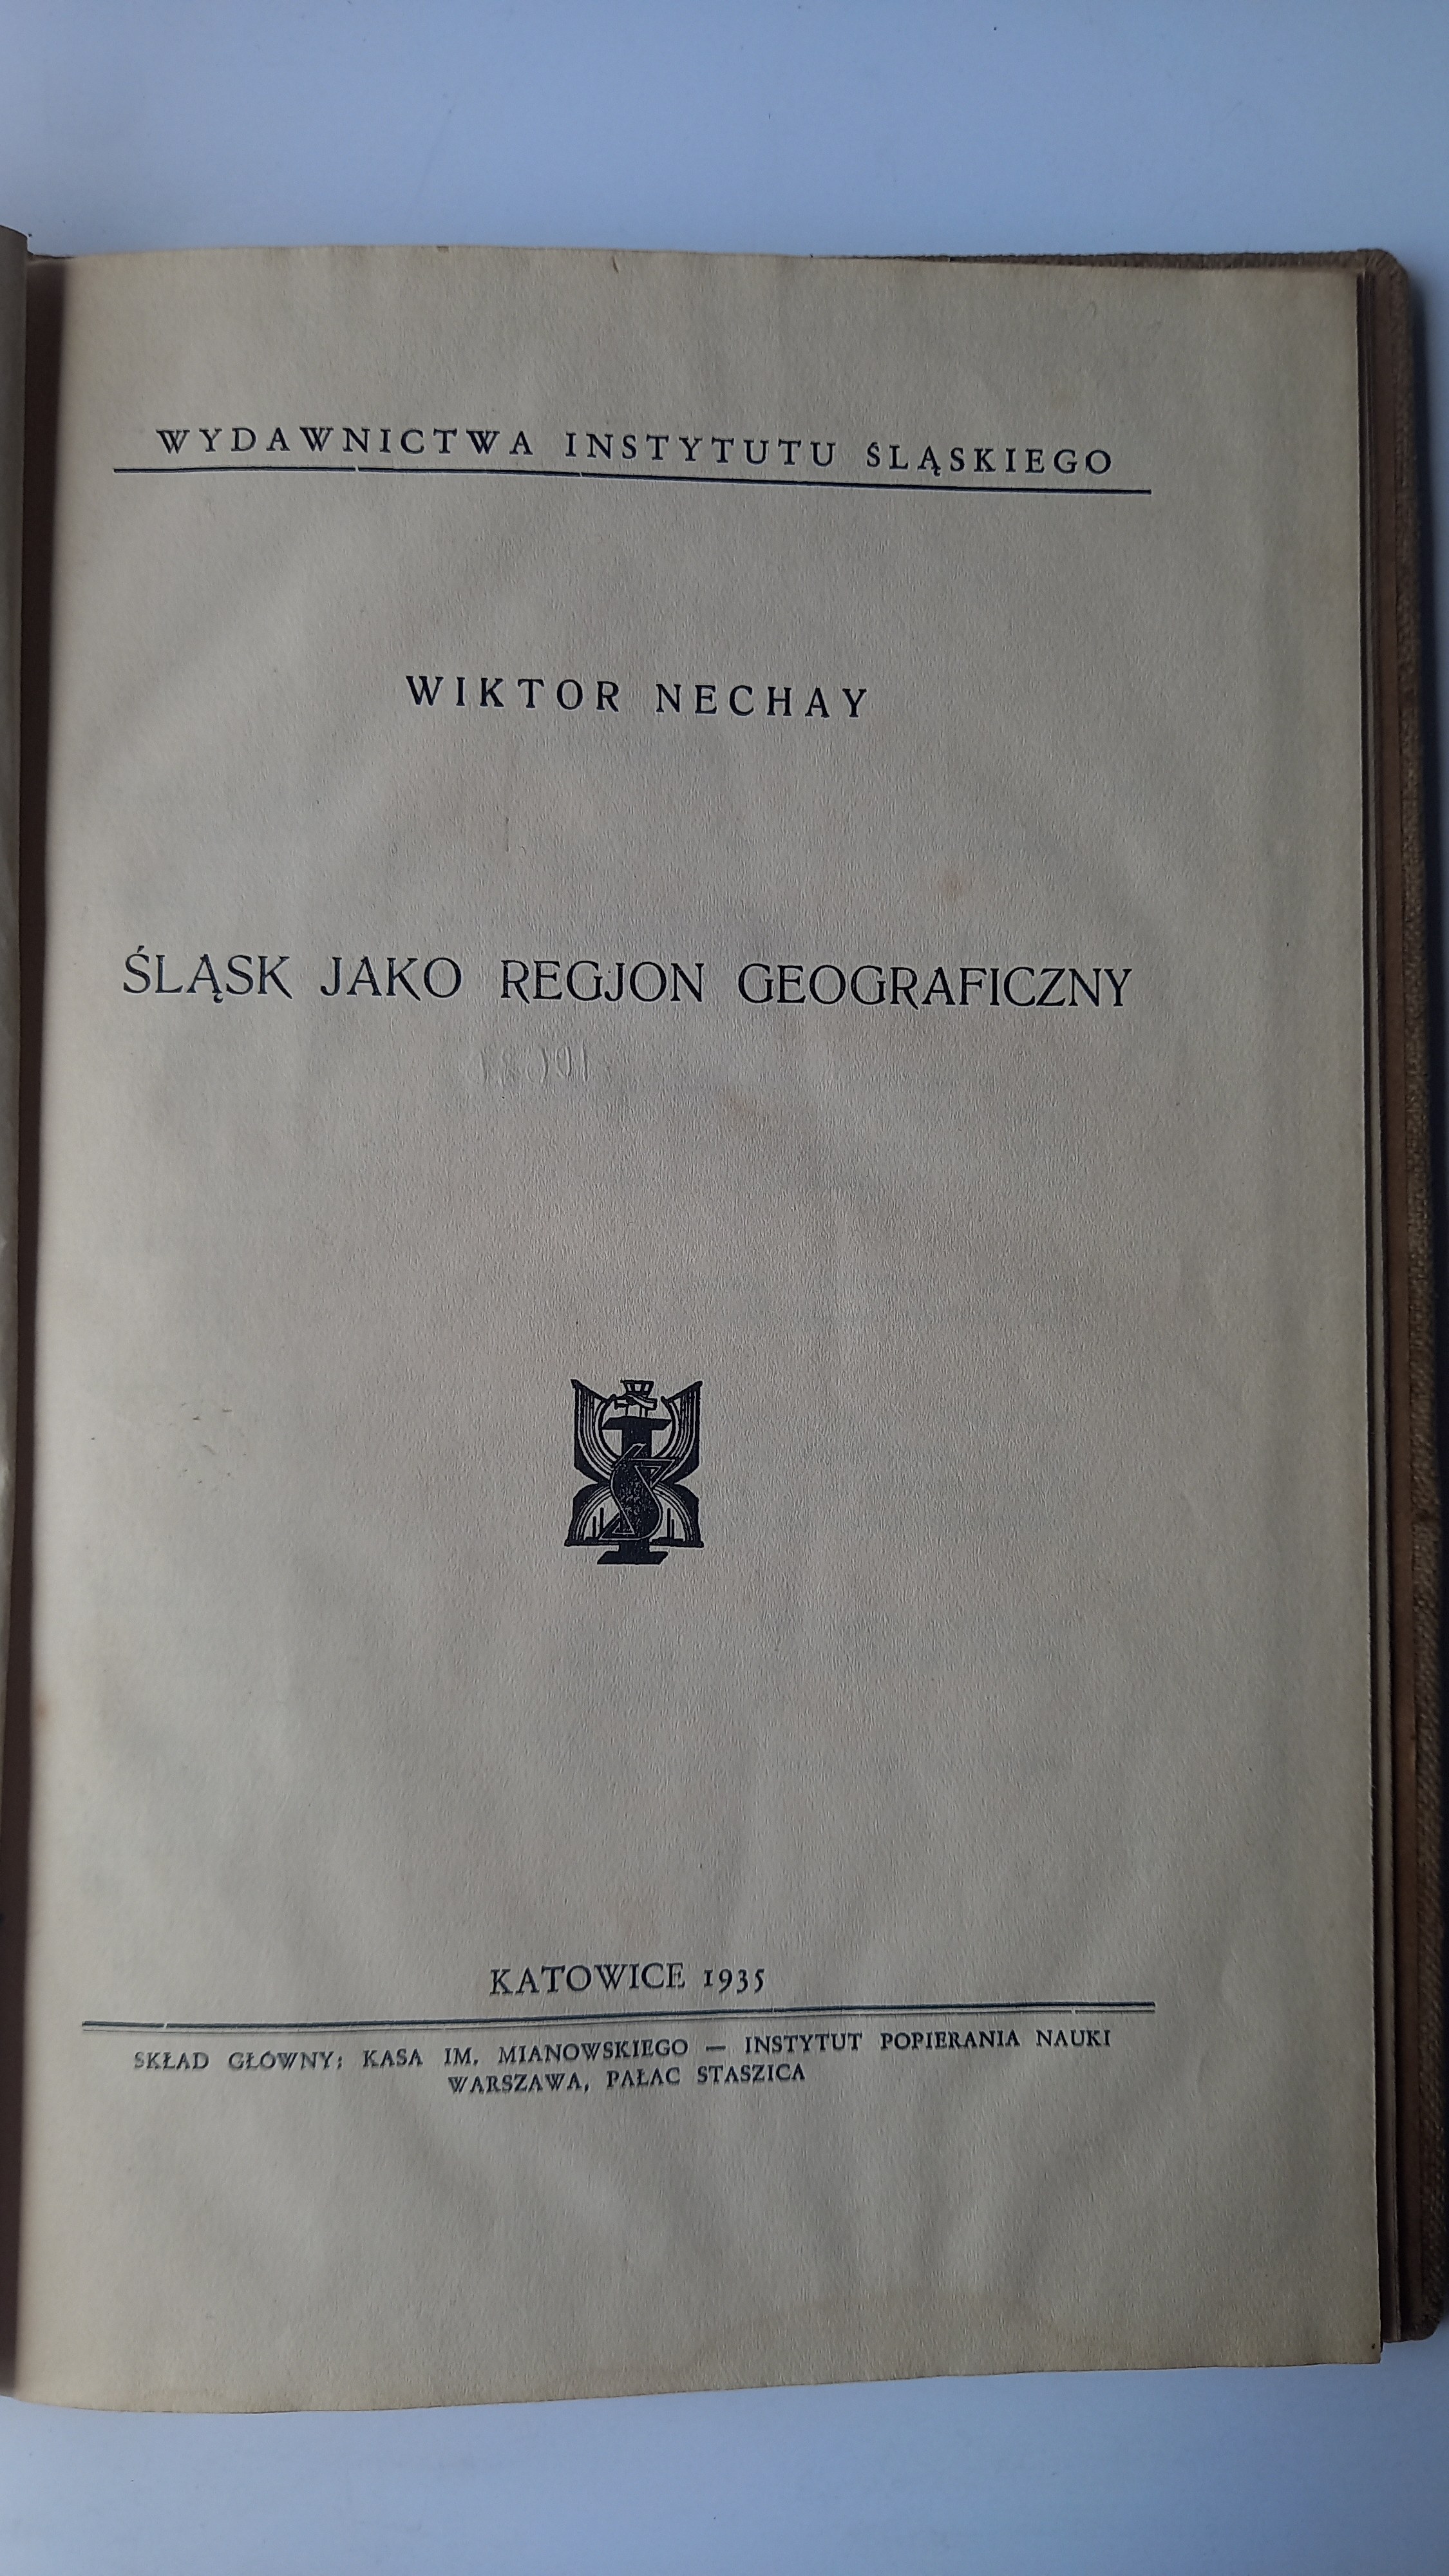 WYDAWNICTWA INSTYTUTU ŚLĄSKIEGO
WIKTOR NECHAY
ŚLĄSK JAKO REGJON GEOGRAFICZNY
KATOWICE 1935
SKŁAD GŁÓWNY: KASA IM. MIANOWSKIEGO — INSTYTUT POPIERANIA NAUKI
WARSZAWA, PAŁAC STASZICA